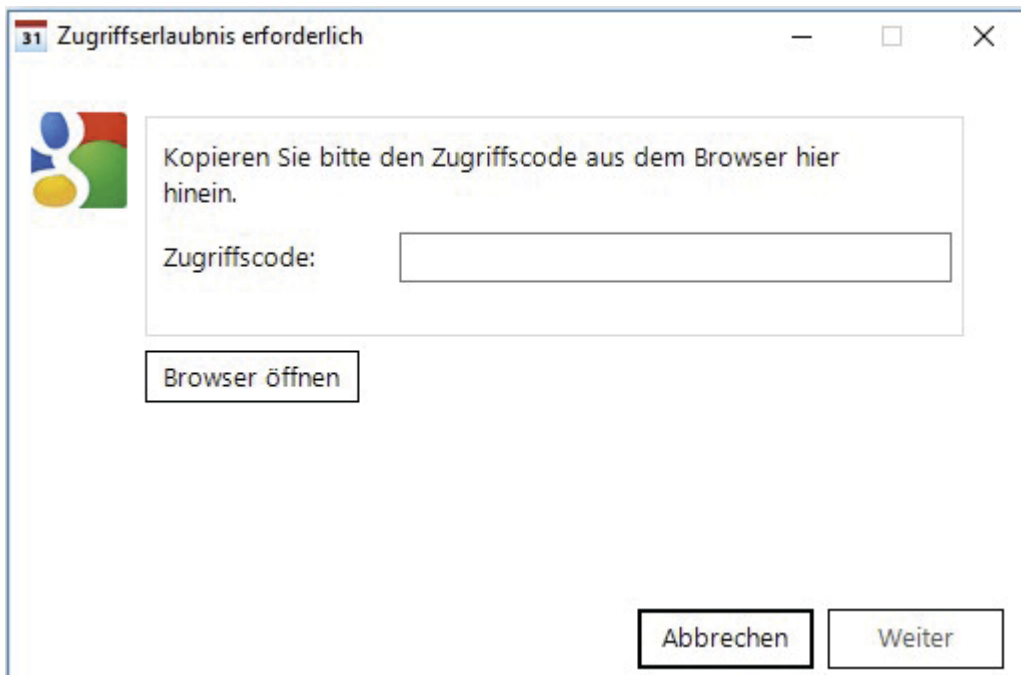 31 Zugriffserlaubnis erforderlich
Kopieren Sie bitte den Zugriffscode aus dem Browser hier
hinein.
Zugriffscode:
Browser öffnen
Abbrechen Weiter